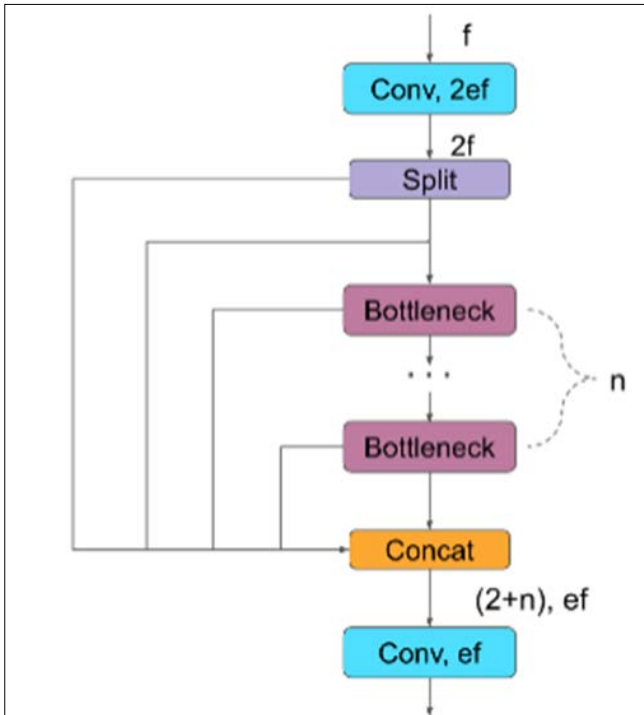 f
Conv, 2ef
2f
Split
Bottleneck
...
n
Bottleneck
Concat
(2+n), ef
Conv, ef